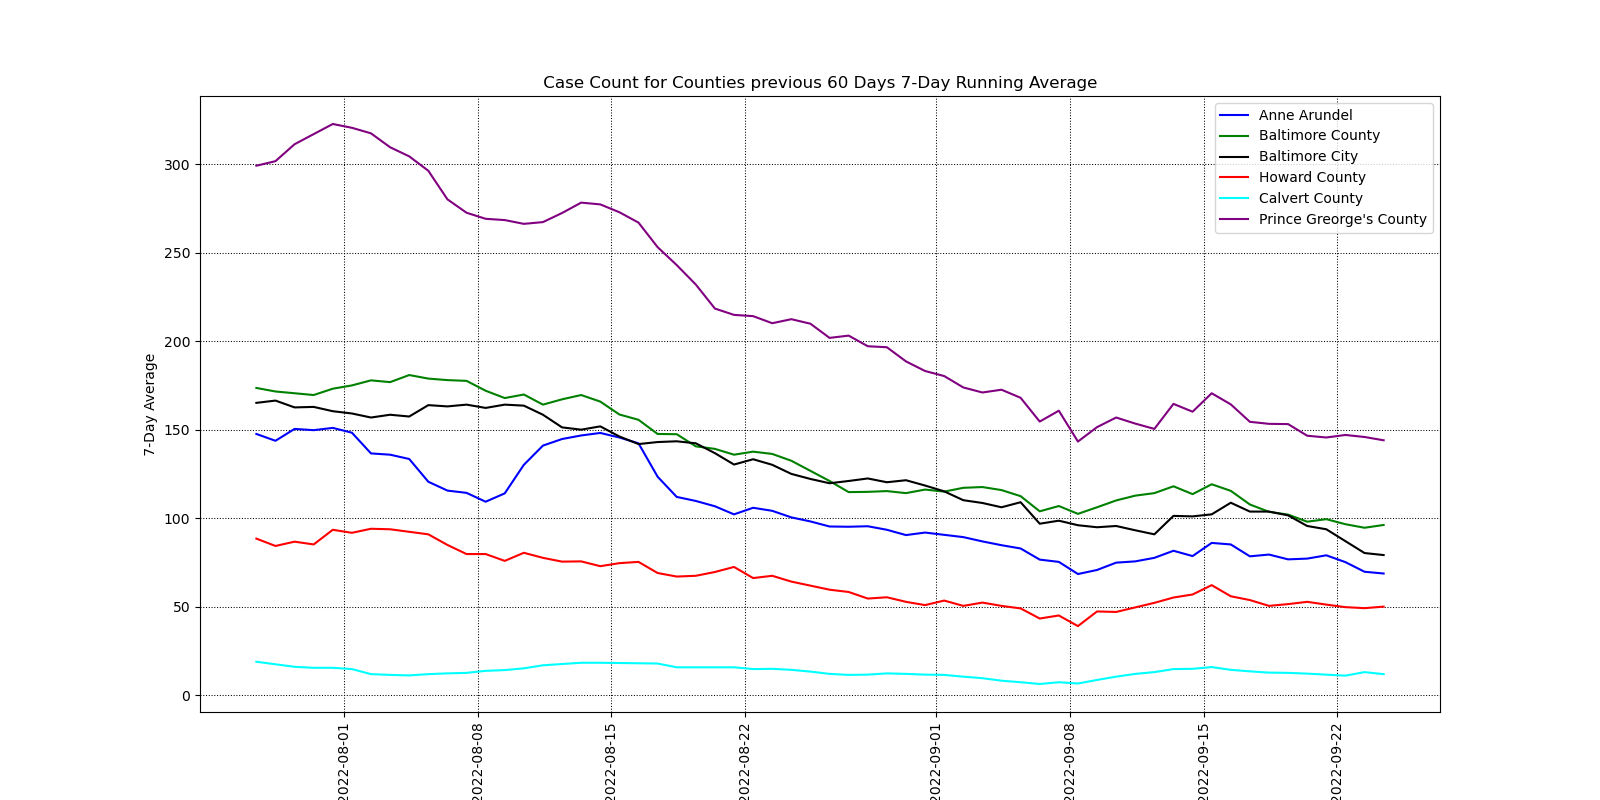 Case Count for Counties previous 60 Days 7-Day Running Average
Anne Arundel
Baltimore County
Baltimore City
Howard County
Calvert County
Prince Greorge's County
7-Day Average
300
250
200
150
100
50
0
2022-08-01
2022-08-08
2022-08-15
2022-08-22
2022-09-01
2022-09-08
2022-09-15
2022-09-22